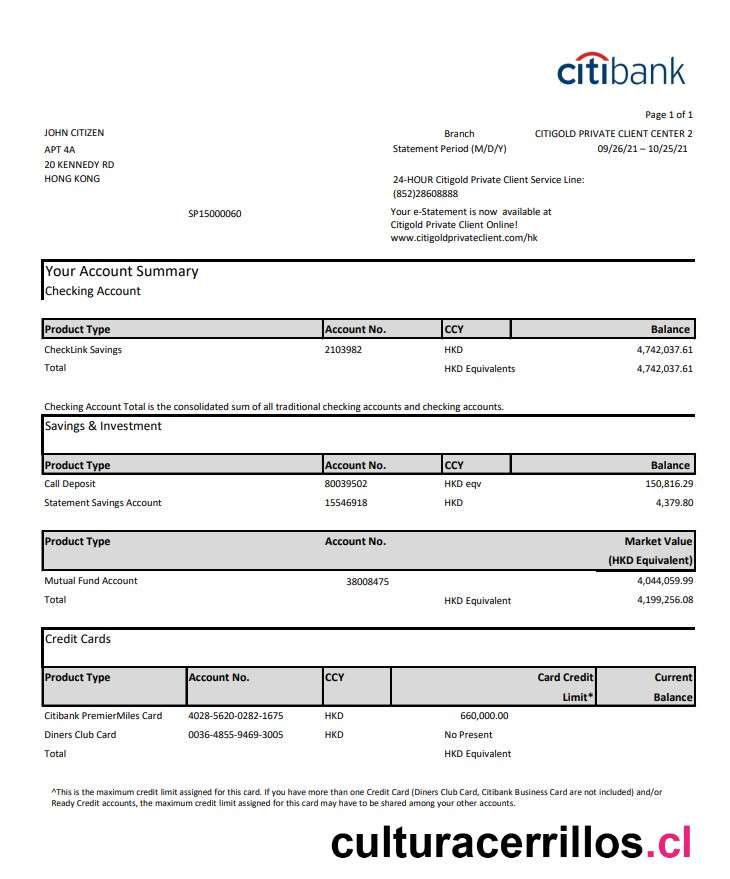 citibank
Page 1 of 1
JOHN CITIZEN Branch CITIGOLD PRIVATE CLIENT CENTER 2
APT 4A Statement Period (M/D/Y) 09/26/21 – 10/25/21
20 KENNEDY RD
HONG KONG 24-HOUR Citigold Private Client Service Line:
(852)28608888
SP15000060 Your e-Statement is now available at
Citigold Private Client Online!
www.citigoldprivateclient.com/hk
Your Account Summary
Checking Account
Product Type Account No. CCY Balance
CheckLink Savings 2103982 HKD 4,742,037.61
Total HKD Equivalents 4,742,037.61
Checking Account Total is the consolidated sum of all traditional checking accounts and checking accounts.
Savings & Investment
Product Type Account No. CCY Balance
Call Deposit 80039502 HKD eqv 150,816.29
Statement Savings Account 15546918 HKD 4,379.80
Product Type Account No. Market Value
(HKD Equivalent)
Mutual Fund Account 38008475 4,044,059.99
Total HKD Equivalent 4,199,256.08
Credit Cards
Product Type Account No. CCY Card Credit Current
Limit* Balance
Citibank PremierMiles Card 4028-5620-0282-1675 HKD 660,000.00
Diners Club Card 0036-4855-9469-3005 HKD No Present
Total HKD Equivalent
^This is the maximum credit limit assigned for this card. If you have more than one Credit Card (Diners Club Card, Citibank Business Card are not included) and/or
Ready Credit accounts, the maximum credit limit assigned for this card may have to be shared among your other accounts.
culturacerrillos.cl